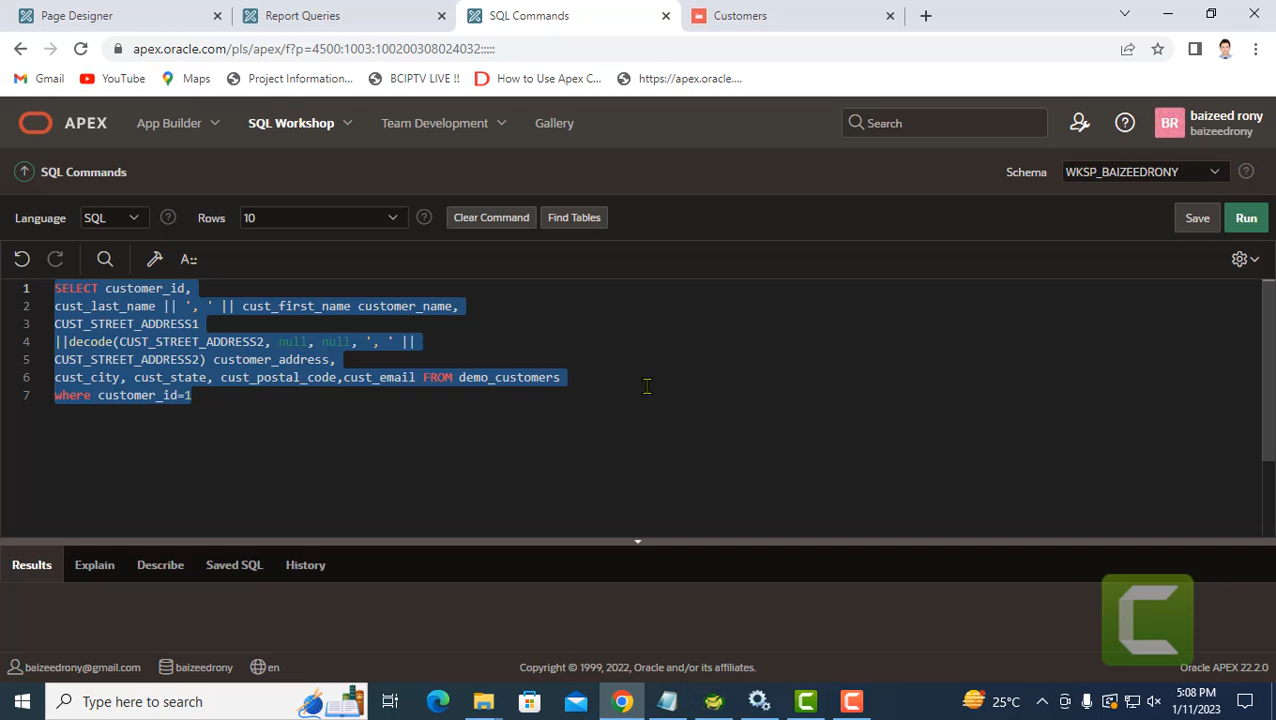 Page Designer
Report Queries
SQL Commands
Customers
apex.oracle.com/pls/apex/f?p=4500:1003:100200308024032:::::
Gmail
YouTube
Maps
Project Information...
BCIPTV LIVE !!
How to Use Apex C...
https://apex.oracle....
APEX
App Builder
SQL Workshop
Team Development
Gallery
Search
BR
baizeed rony
baizeedrony
SQL Commands
Schema
WKSP_BAIZEEDRONY
Language
SQL
Rows
10
Clear Command
Find Tables
Save
Run
A::
1 SELECT customer_id,
2 cust_last_name || ', ' || cust_first_name customer_name,
3 CUST_STREET_ADDRESS1
4 ||decode(CUST_STREET_ADDRESS2, null, null, ', ' ||
5 CUST_STREET_ADDRESS2) customer_address,
6 cust_city, cust_state, cust_postal_code,cust_email FROM demo_customers
7 where customer_id=1
Results
Explain
Describe
Saved SQL
History
baizeedrony@gmail.com
baizeedrony
en
Copyright © 1999, 2022, Oracle and/or its affiliates.
Oracle APEX 22.2.0
Type here to search
25°C
5:08 PM
1/11/2023